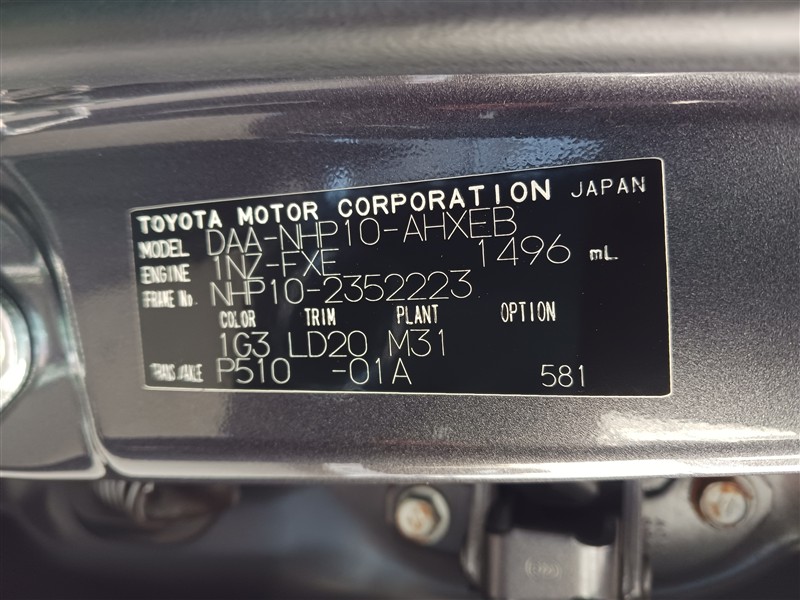 TOYOTA MOTOR CORPORATION JAPAN
MODEL DAA-NHP10-AHXEB
ENGINE 1NZ-FXE 1496 mL.
FRAME No. NHP10-2352223
COLOR TRIM PLANT OPTION
1G3 LD20 M31
TRANS/AXLE P510 -01A 581